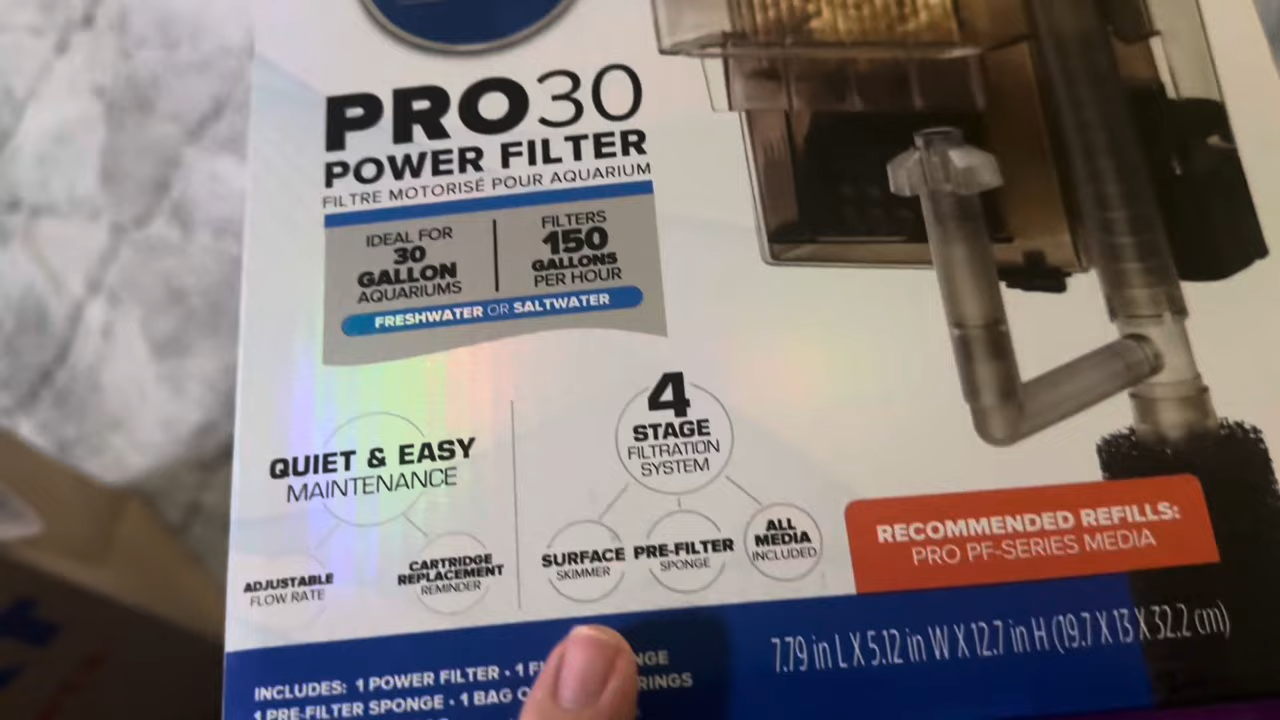 PRO30
POWER FILTER
FILTRE MOTORISÉ POUR AQUARIUM
IDEAL FOR
30
GALLON
AQUARIUMS
FILTERS
150
GALLONS
PER HOUR
FRESHWATER OR SALTWATER
QUIET & EASY
MAINTENANCE
ADJUSTABLE
FLOW RATE
CARTRIDGE
REPLACEMENT
REMINDER
4
STAGE
FILTRATION
SYSTEM
SURFACE
SKIMMER
PRE-FILTER
SPONGE
ALL
MEDIA
INCLUDED
RECOMMENDED REFILLS:
PRO PF-SERIES MEDIA
7.79 in L X 5.12 in W X 12.7 in H (19.7 X 13 X 32.2 cm)
INCLUDES: 1 POWER FILTER • 1
1 PRE-FILTER SPONGE • 1 BAG